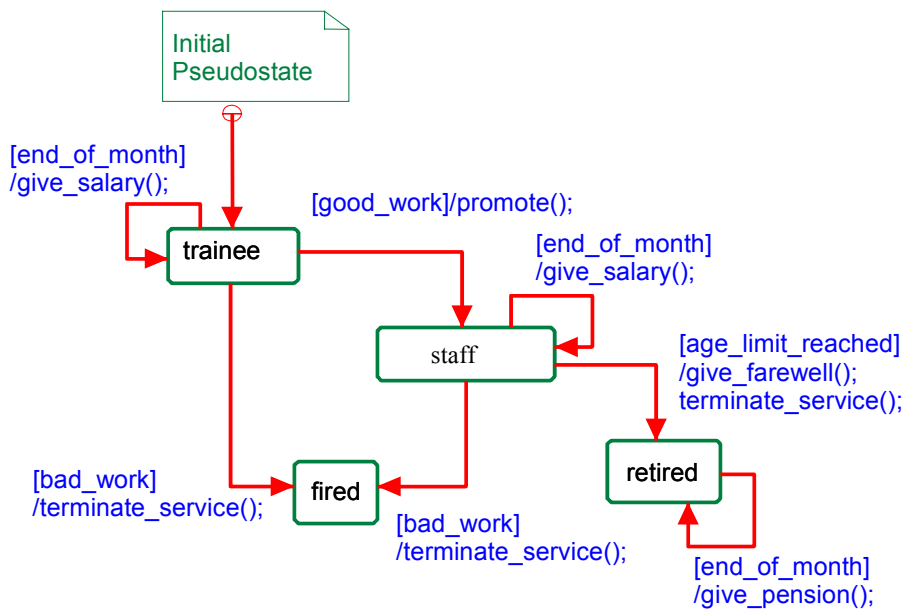 Initial
Pseudostate
[end_of_month]
/give_salary();
[good_work]/promote();
trainee
[end_of_month]
/give_salary();
staff
[age_limit_reached]
/give_farewell();
terminate_service();
[bad_work]
/terminate_service();
fired
retired
[bad_work]
/terminate_service();
[end_of_month]
/give_pension();